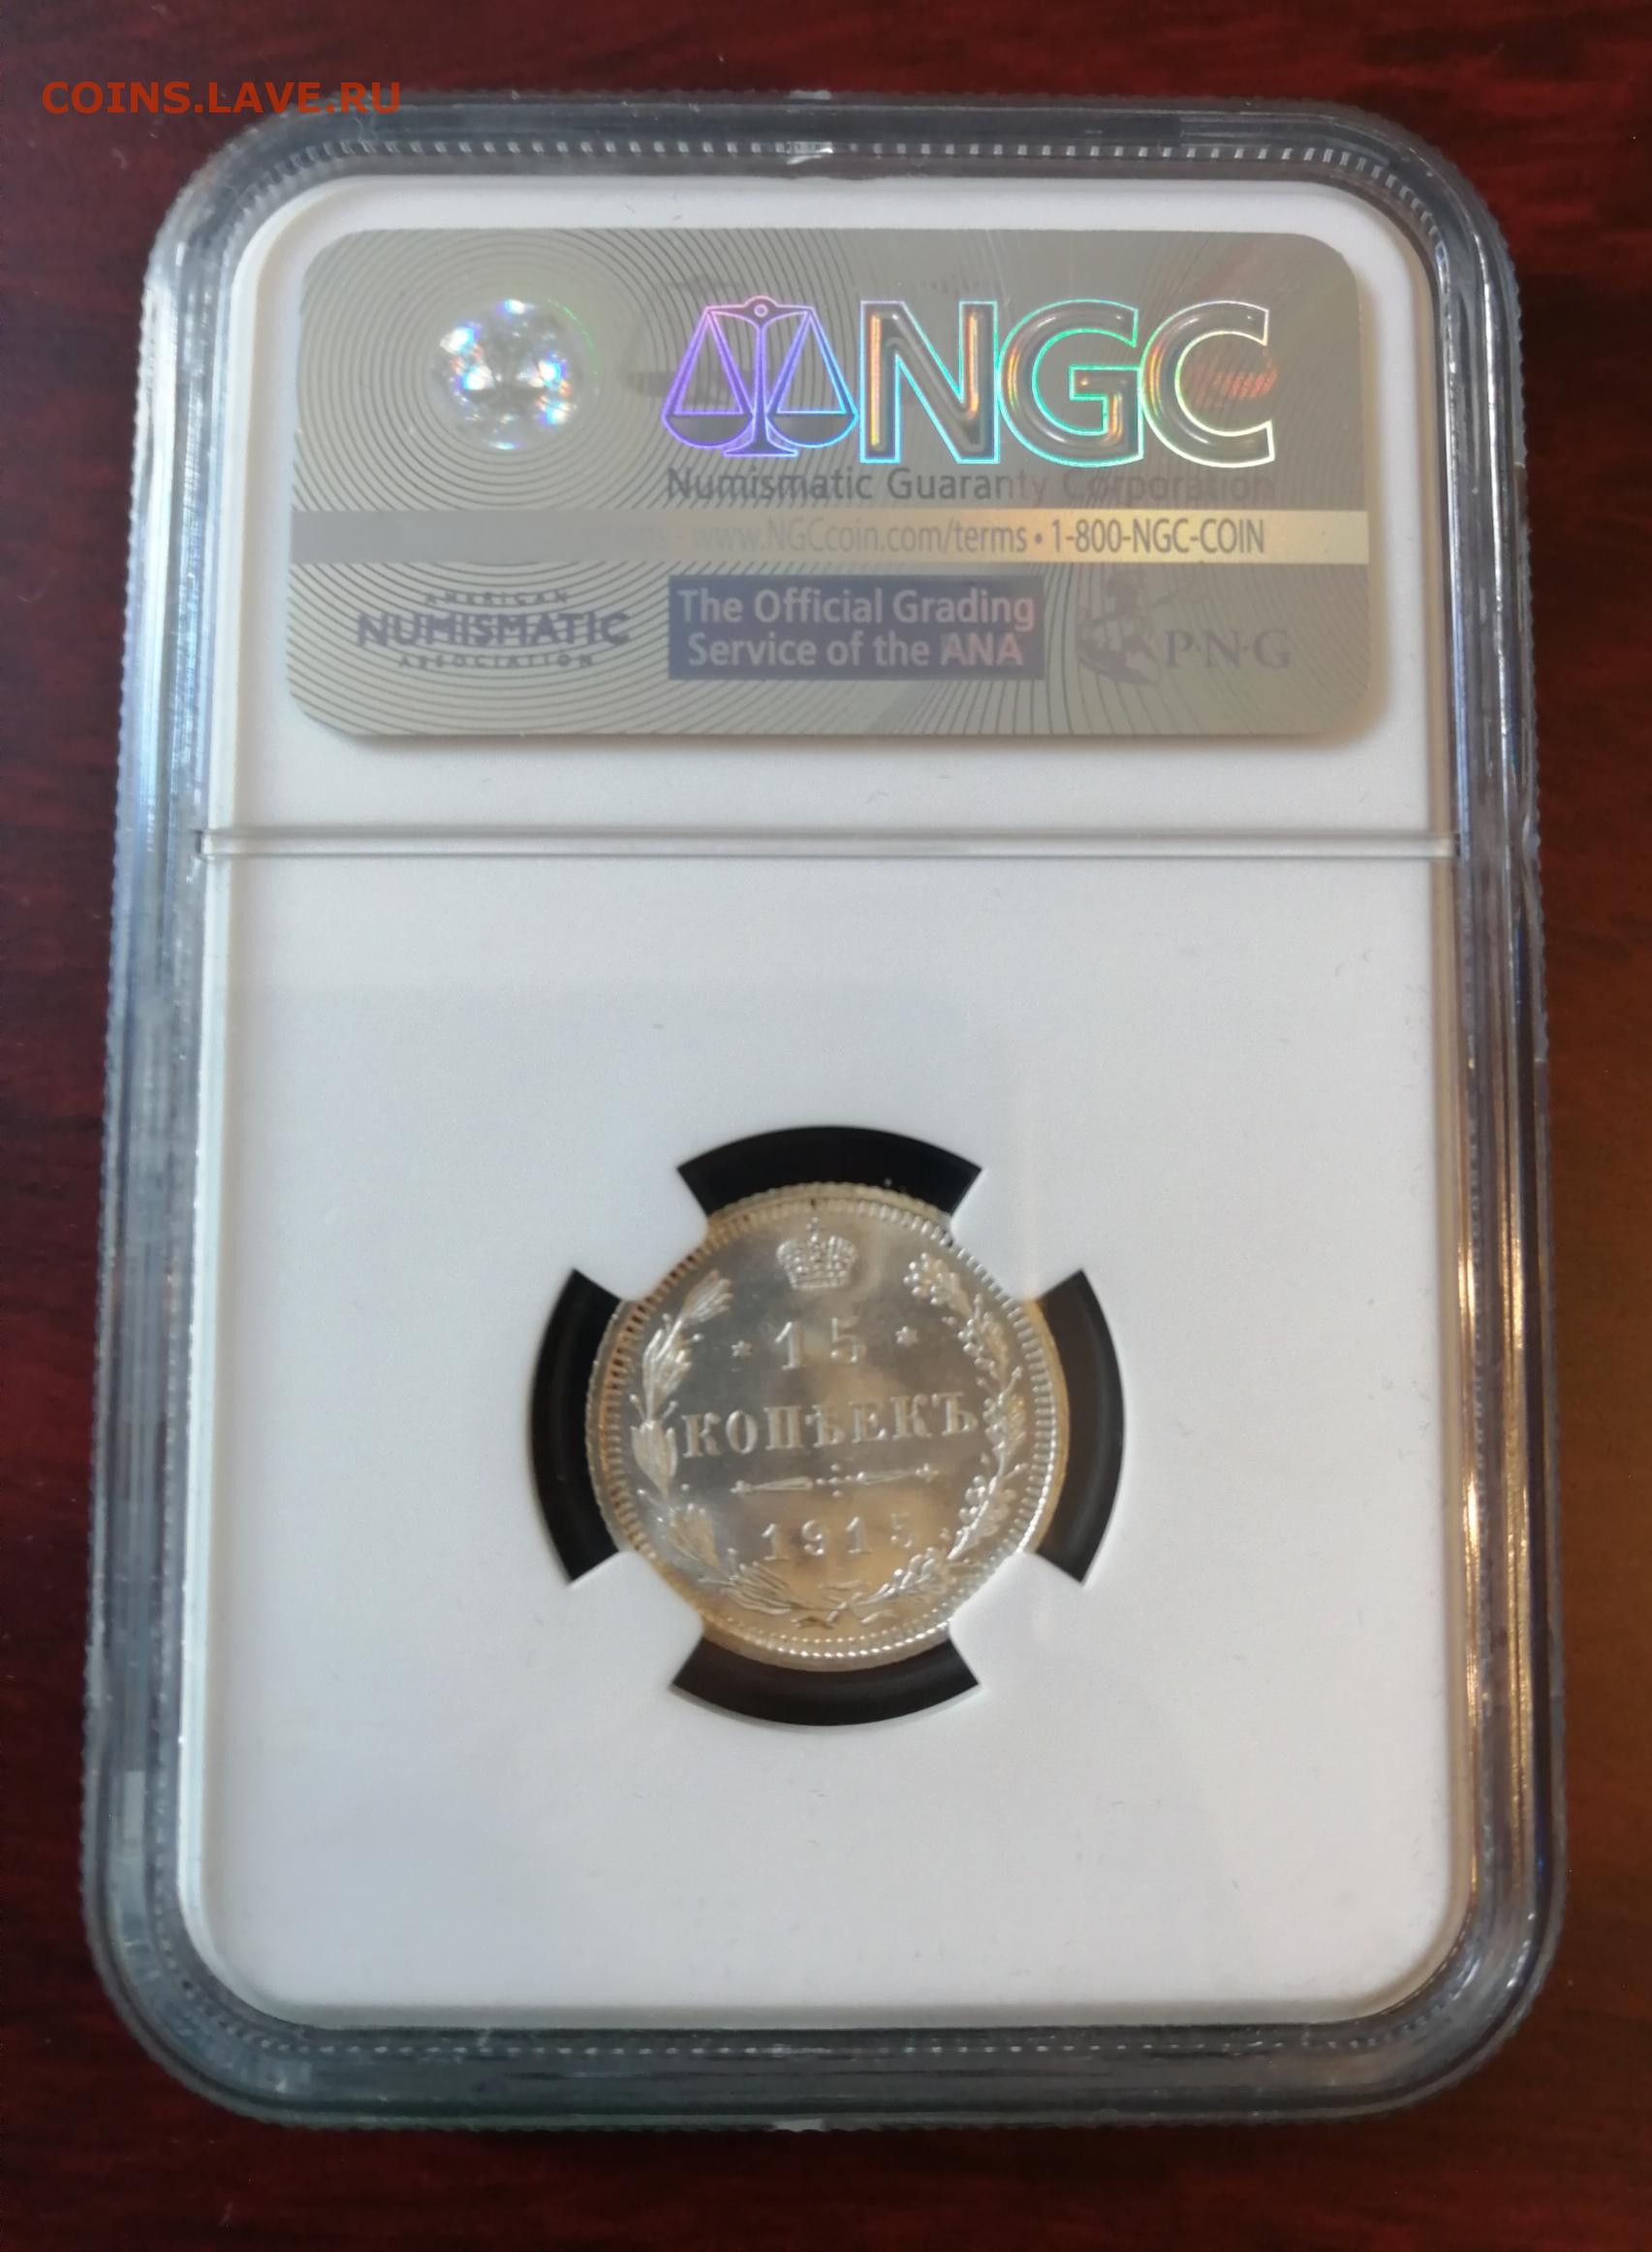 COINS.LAVE.RU
NGC
Numismatic Guaranty Corporation
www.NGCcoin.com/terms • 1-800-NGC-COIN
AMERICAN
NUMISMATIC
ASSOCIATION
The Official Grading
Service of the ANA
P·N·G
* 15 *
КОПѢЕКЪ
1915